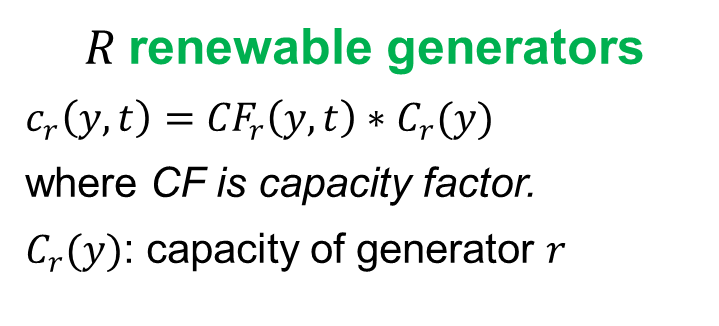 R renewable generators
c_r(y, t) = CF_r(y, t) * C_r(y)
where CF is capacity factor.
C_r(y): capacity of generator r